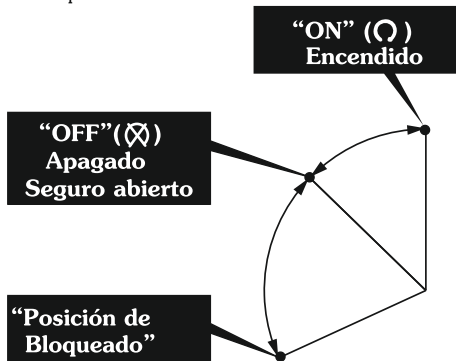 “ON” (Ω)
Encendido
“OFF”(⊗)
Apagado
Seguro abierto
“Posición de
Bloqueado”